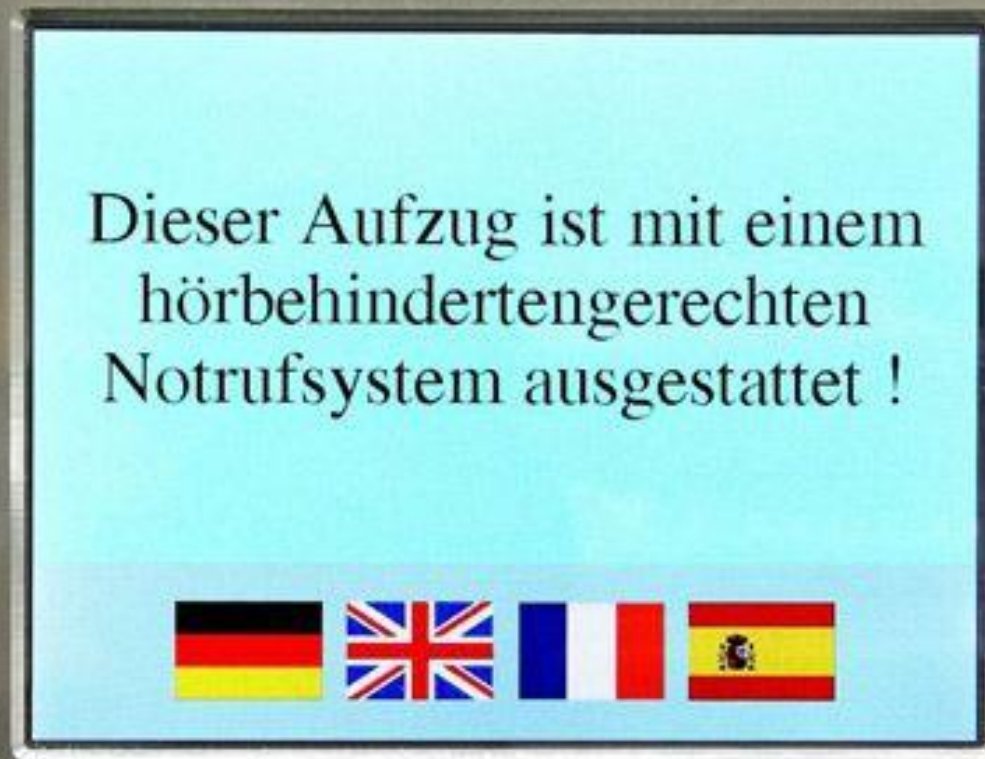 Dieser Aufzug ist mit einem
hörbehindertengerechten
Notrufsystem ausgestattet !